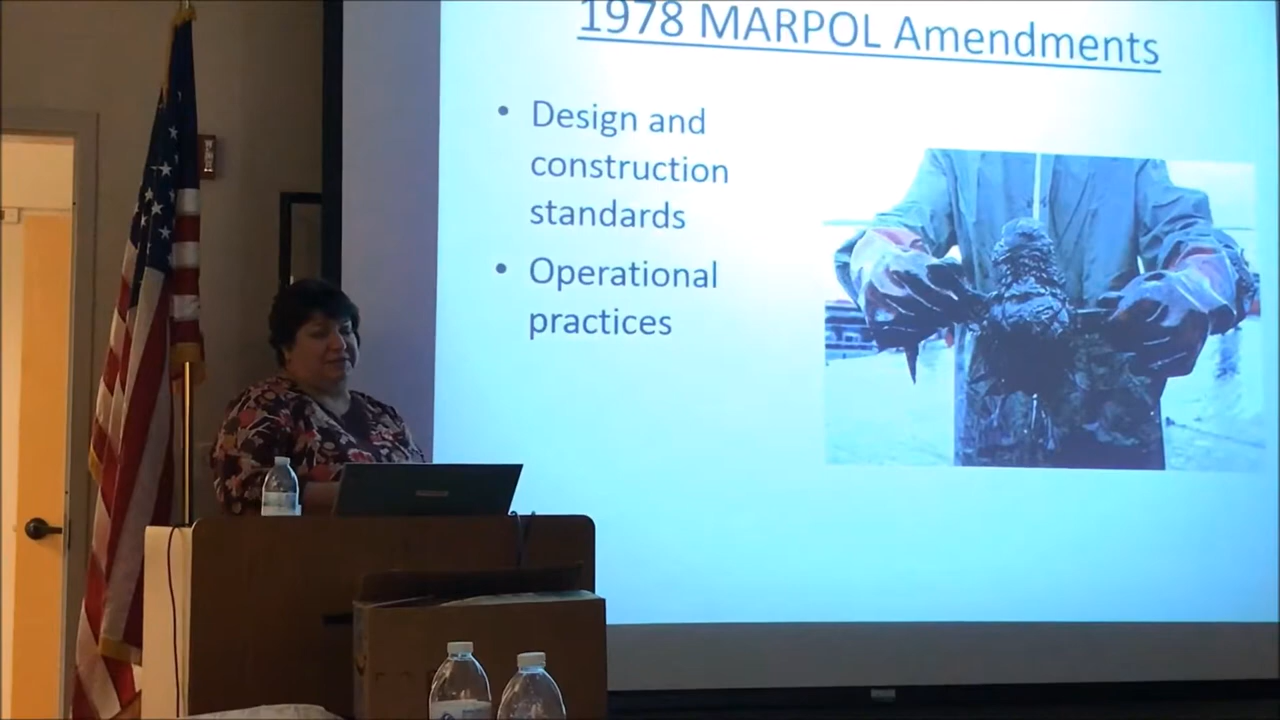 1978 MARPOL Amendments
• Design and
construction
standards
• Operational
practices